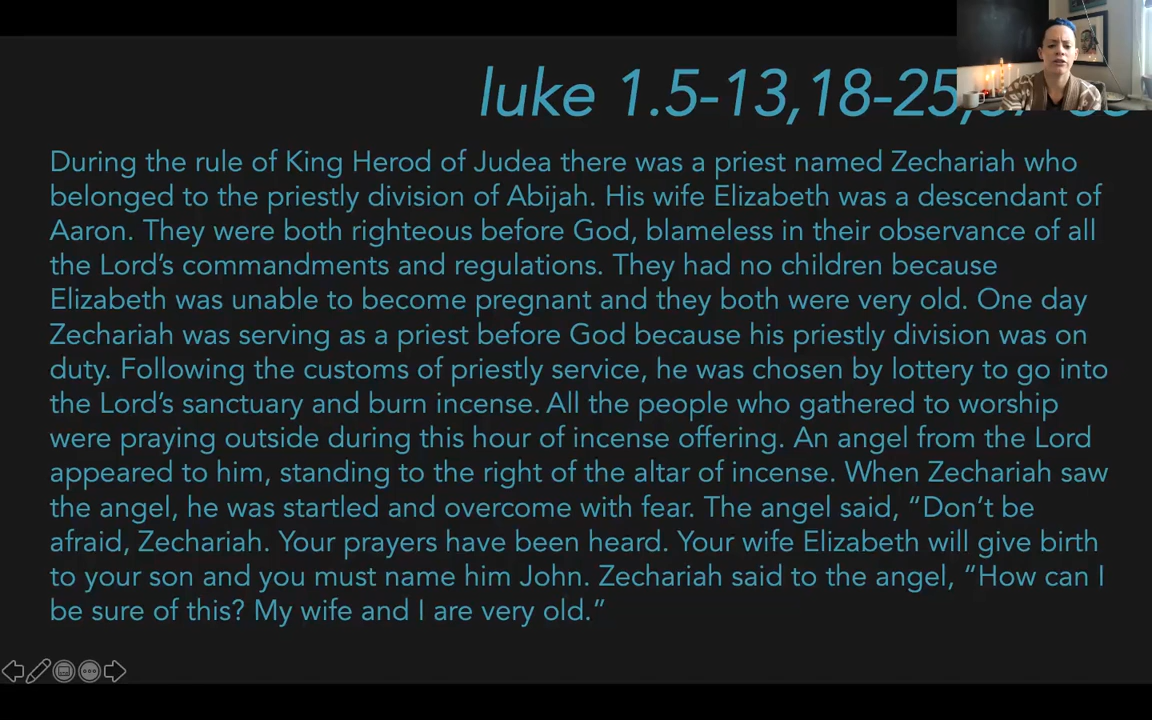 luke 1.5-13,18-25,
During the rule of King Herod of Judea there was a priest named Zechariah who
belonged to the priestly division of Abijah. His wife Elizabeth was a descendant of
Aaron. They were both righteous before God, blameless in their observance of all
the Lord’s commandments and regulations. They had no children because
Elizabeth was unable to become pregnant and they both were very old. One day
Zechariah was serving as a priest before God because his priestly division was on
duty. Following the customs of priestly service, he was chosen by lottery to go into
the Lord’s sanctuary and burn incense. All the people who gathered to worship
were praying outside during this hour of incense offering. An angel from the Lord
appeared to him, standing to the right of the altar of incense. When Zechariah saw
the angel, he was startled and overcome with fear. The angel said, “Don’t be
afraid, Zechariah. Your prayers have been heard. Your wife Elizabeth will give birth
to your son and you must name him John. Zechariah said to the angel, “How can I
be sure of this? My wife and I are very old.”